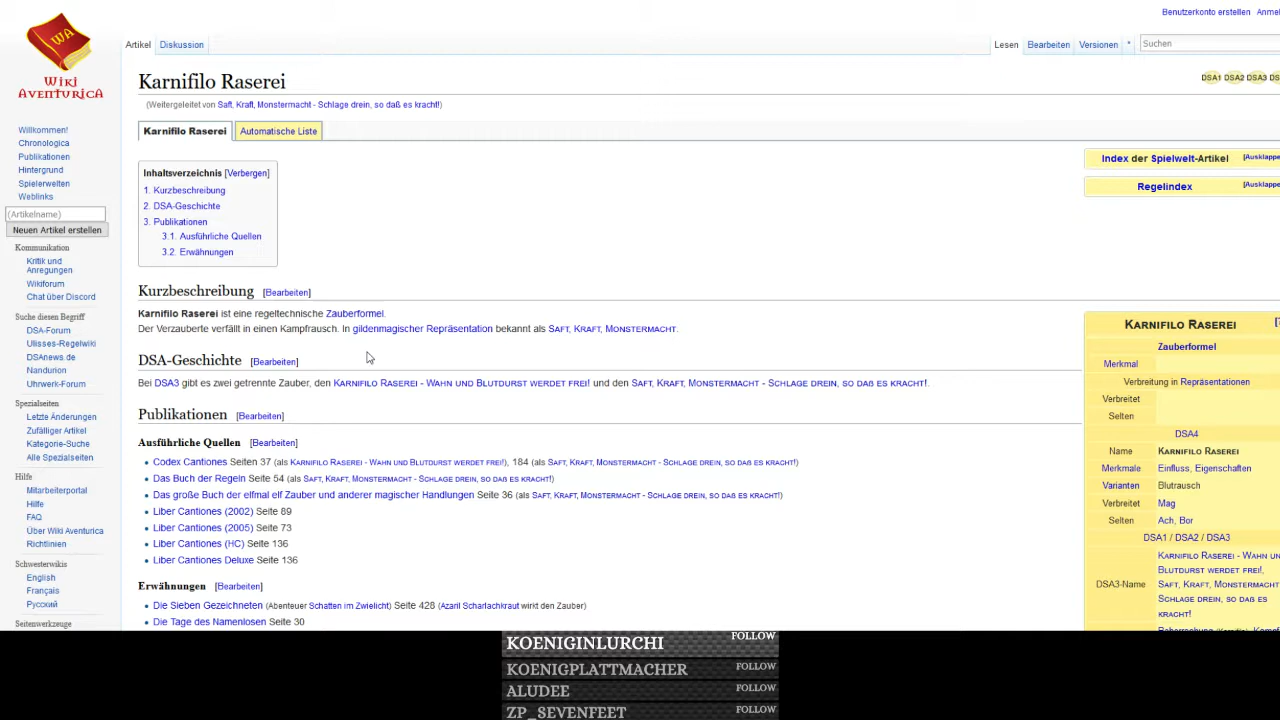 Benutzerkonto erstellen Anme
Artikel Diskussion
Lesen Bearbeiten Versionen * Suchen
WA
WIKI
AVENTURICA
Karnifilo Raserei
DSA1 DSA2 DSA3
(Weitergeleitet von Saft, Kraft, Monstermacht - Schlage drein, so daß es kracht!)
Karnifilo Raserei Automatische Liste
Willkommen!
Chronologica
Publikationen
Hintergrund
Spielerwelten
Weblinks
(Artikelname)
Neuen Artikel erstellen
Kommunikation
Kritik und
Anregungen
Wikiforum
Chat über Discord
Suche diesen Begriff
DSA-Forum
Ulisses-Regelwiki
DSAnews.de
Nandurion
Uhrwerk-Forum
Spezialseiten
Letzte Änderungen
Zufälliger Artikel
Kategorie-Suche
Alle Spezialseiten
Hilfe
Mitarbeiterportal
Hilfe
FAQ
Über Wiki Aventurica
Richtlinien
Schwesterwikis
English
Français
Русский
Seitenwerkzeuge
Inhaltsverzeichnis [Verbergen]
1. Kurzbeschreibung
2. DSA-Geschichte
3. Publikationen
3.1. Ausführliche Quellen
3.2. Erwähnungen
Index der Spielwelt-Artikel [Ausklappe
Regelindex [Ausklappe
Kurzbeschreibung [Bearbeiten]
Karnifilo Raserei ist eine regeltechnische Zauberformel.
Der Verzauberte verfällt in einen Kampfrausch. In gildenmagischer Repräsentation bekannt als SAFT, KRAFT, MONSTERMACHT.
DSA-Geschichte [Bearbeiten]
Bei DSA3 gibt es zwei getrennte Zauber, den KARNIFILO RASEREI - WAHN UND BLUTDURST WERDET FREI! und den SAFT, KRAFT, MONSTERMACHT - SCHLAGE DREIN, SO DAß ES KRACHT!.
Publikationen [Bearbeiten]
Ausführliche Quellen [Bearbeiten]
• Codex Cantiones Seiten 37 (als KARNIFILO RASEREI - WAHN UND BLUTDURST WERDET FREI!), 184 (als SAFT, KRAFT, MONSTERMACHT - SCHLAGE DREIN, SO DAß ES KRACHT!)
• Das Buch der Regeln Seite 54 (als SAFT, KRAFT, MONSTERMACHT - SCHLAGE DREIN, SO DAß ES KRACHT!)
• Das große Buch der elfmal elf Zauber und anderer magischer Handlungen Seite 36 (als SAFT, KRAFT, MONSTERMACHT - SCHLAGE DREIN, SO DAß ES KRACHT!)
• Liber Cantiones (2002) Seite 89
• Liber Cantiones (2005) Seite 73
• Liber Cantiones (HC) Seite 136
• Liber Cantiones Deluxe Seite 136
Erwähnungen [Bearbeiten]
• Die Sieben Gezeichneten (Abenteuer Schatten im Zwielicht) Seite 428 (Azaril Scharlachkraut wirkt den Zauber)
• Die Tage des Namenlosen Seite 30
KARNIFILO RASEREI
Zauberformel
Merkmal
Verbreitung in Repräsentationen
Verbreitet
Selten
DSA4
Name KARNIFILO RASEREI
Merkmale Einfluss, Eigenschaften
Varianten Blutrausch
Verbreitet Mag
Selten Ach, Bor
DSA1 / DSA2 / DSA3
DSA3-Name
KARNIFILO RASEREI - WAHN UN
BLUTDURST WERDET FREI!,
SAFT, KRAFT, MONSTERMACHT
SCHLAGE DREIN, SO DAß ES
KRACHT!
KOENIGINLURCHI FOLLOW
KOENIGPLATTMACHER FOLLOW
ALUDEE FOLLOW
ZP_SEVENFEET FOLLOW